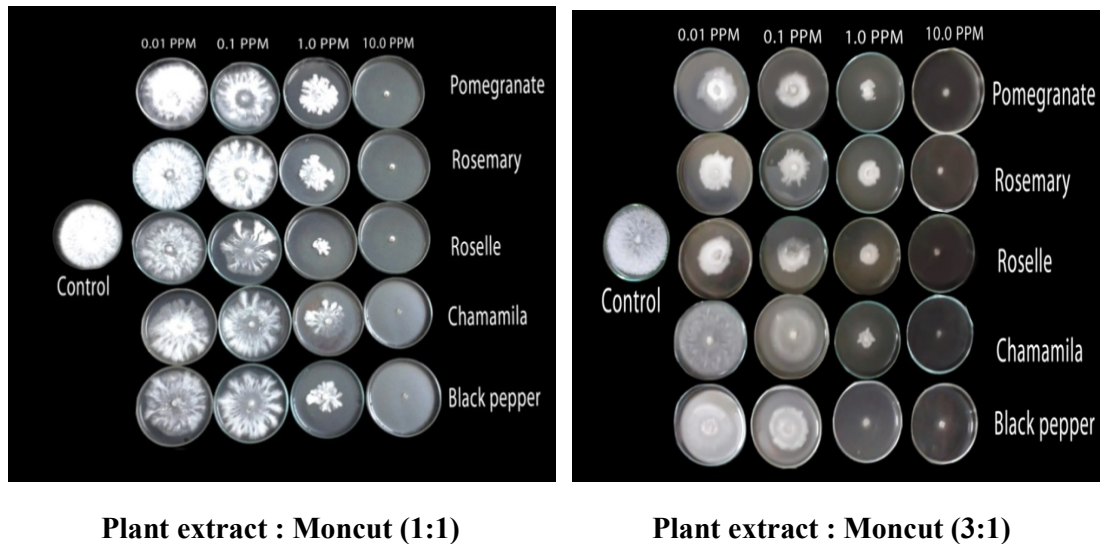 0.01 PPM 0.1 PPM 1.0 PPM 10.0 PPM
Pomegranate
Rosemary
Roselle
Control
Chamamila
Black pepper
0.01 PPM 0.1 PPM 1.0 PPM 10.0 PPM
Pomegranate
Rosemary
Roselle
Control
Chamamila
Black pepper
Plant extract : Moncut (1:1)
Plant extract : Moncut (3:1)